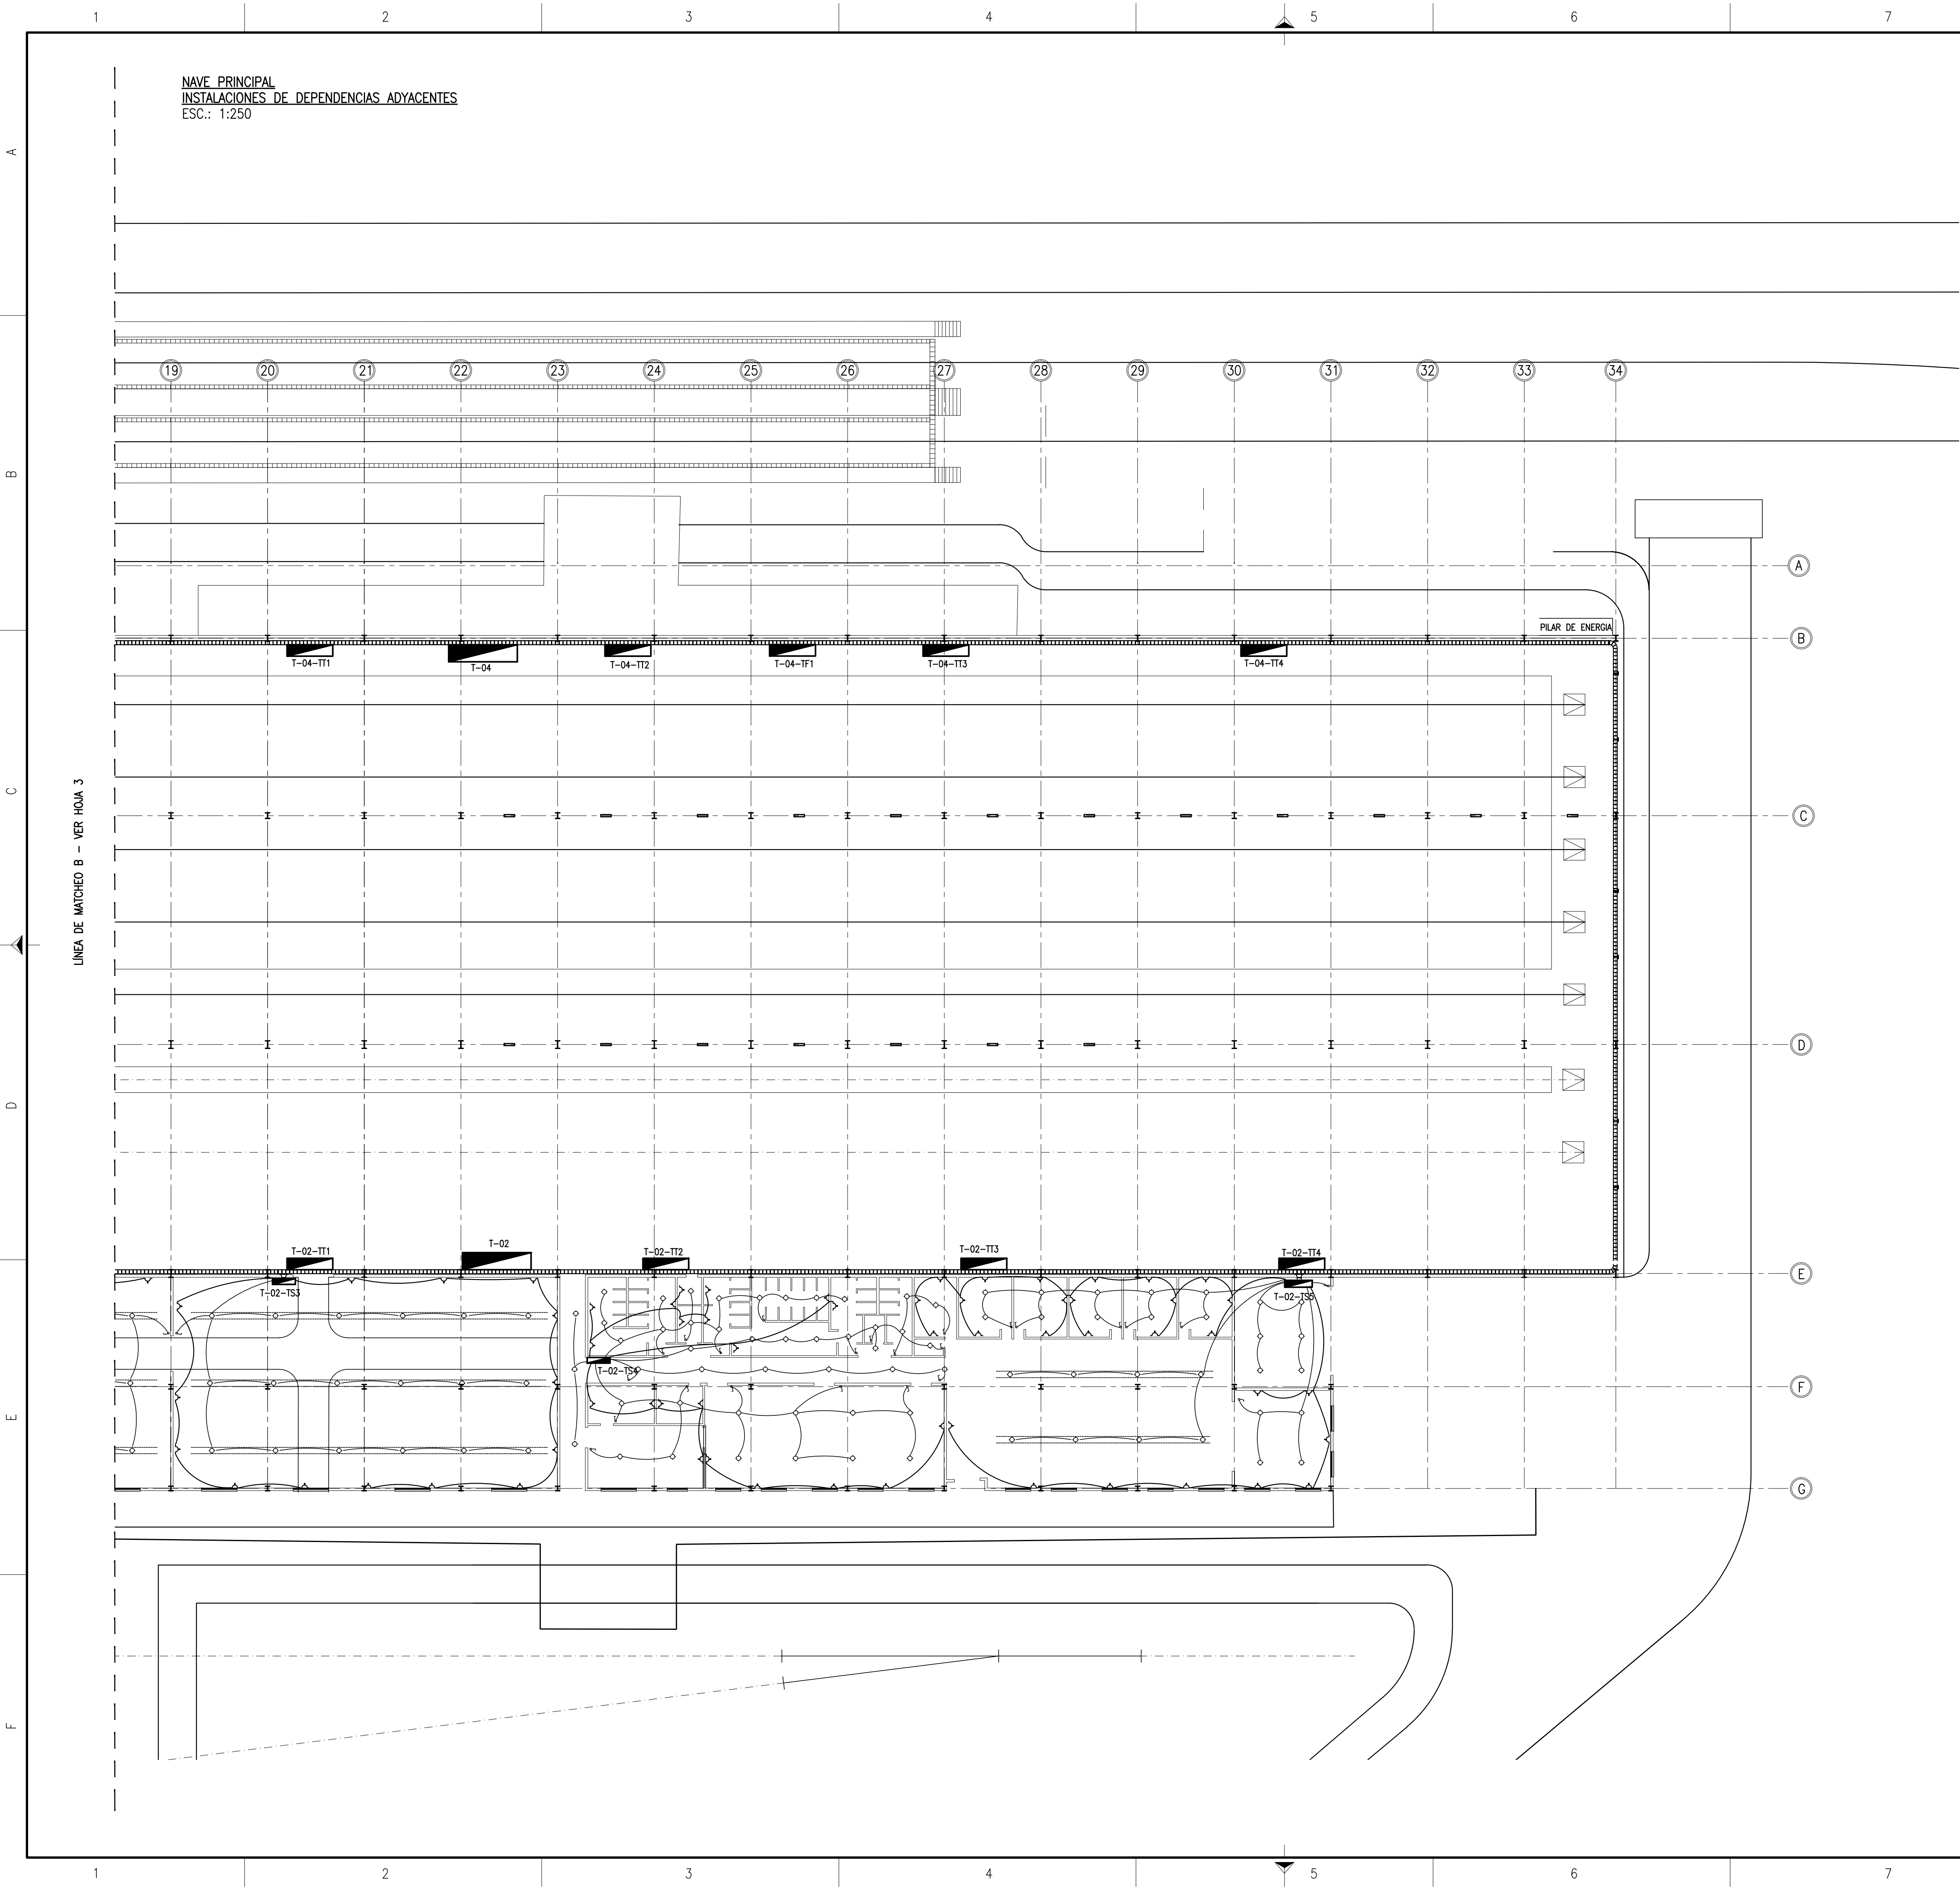 1 2 3 4 5 6 7
NAVE PRINCIPAL
INSTALACIONES DE DEPENDENCIAS ADYACENTES
ESC.: 1:250
A
B
C
D
E
F
19 20 21 22 23 24 25 26 27 28 29 30 31 32 33 34
A
PILAR DE ENERGIA
B
T-04-TT1 T-04 T-04-TT2 T-04-TF1 T-04-TT3 T-04-TT4
LÍNEA DE MATCHEO B - VER HOJA 3
C
D
T-02-TT1 T-02 T-02-TT2 T-02-TT3 T-02-TT4
E
T-02-TS3 T-02-TS5
T-02-TS4
F
G
1 2 3 4 5 6 7